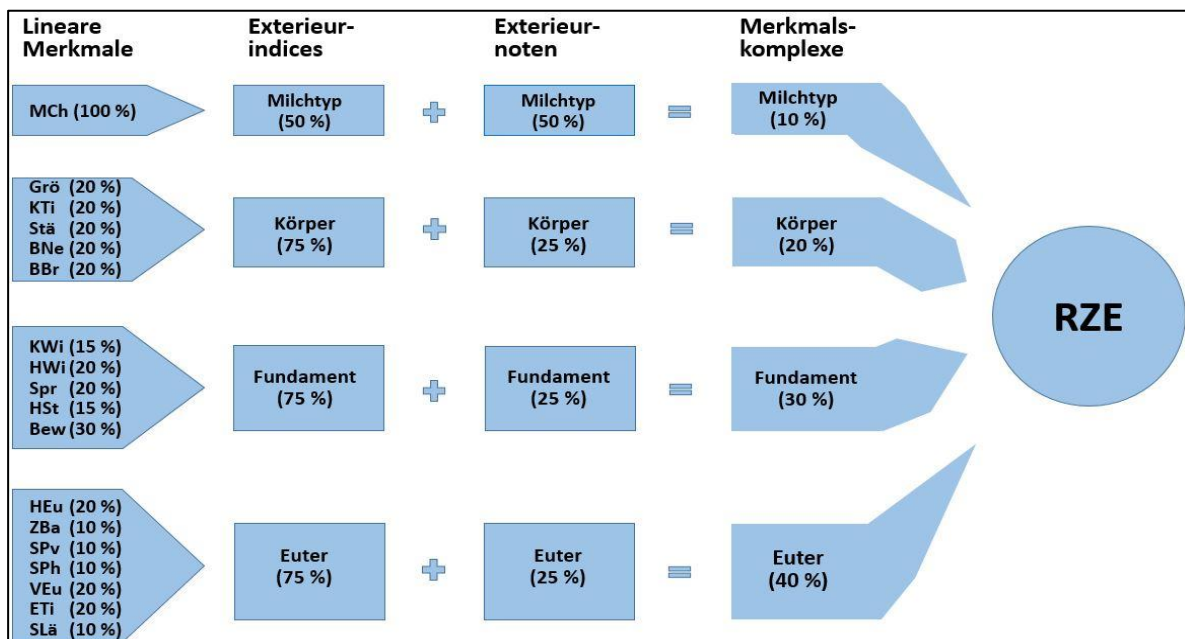 Lineare
Merkmale
Exterieur-
indices
Exterieur-
noten
Merkmals-
komplexe
MCh (100 %)
Milchtyp
(50 %)
+
Milchtyp
(50 %)
=
Milchtyp
(10 %)
Grö (20 %)
KTi (20 %)
Stä (20 %)
BNe (20 %)
BBr (20 %)
Körper
(75 %)
+
Körper
(25 %)
=
Körper
(20 %)
KWi (15 %)
HWi (20 %)
Spr (20 %)
HSt (15 %)
Bew (30 %)
Fundament
(75 %)
+
Fundament
(25 %)
=
Fundament
(30 %)
HEu (20 %)
ZBa (10 %)
SPv (10 %)
SPh (10 %)
VEu (20 %)
ETi (20 %)
SLä (10 %)
Euter
(75 %)
+
Euter
(25 %)
=
Euter
(40 %)
RZE